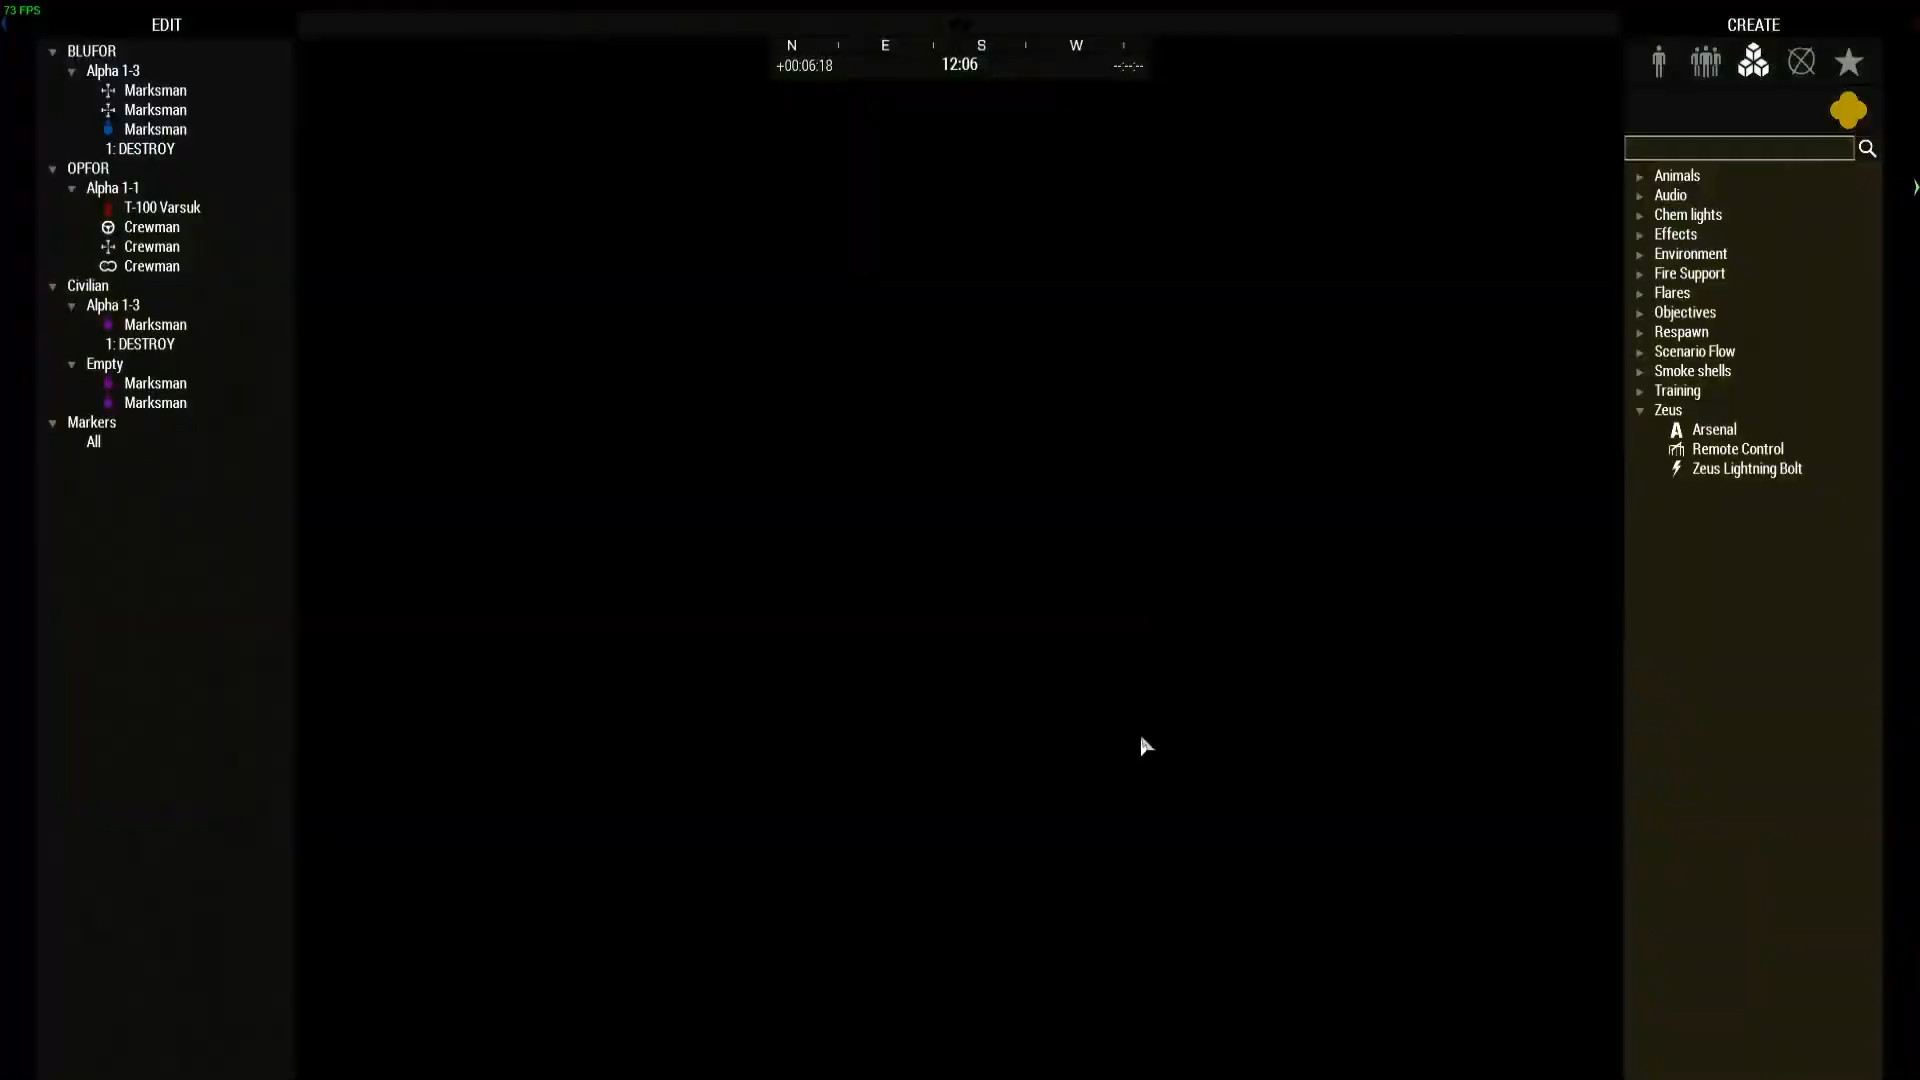 73 FPS
EDIT
BLUFOR
Alpha 1-3
Marksman
Marksman
Marksman
1: DESTROY
OPFOR
Alpha 1-1
T-100 Varsuk
Crewman
Crewman
Crewman
Civilian
Alpha 1-3
Marksman
1: DESTROY
Empty
Marksman
Marksman
Markers
All
N E S W
+00:06:18 12:06 --:--:--
CREATE
Animals
Audio
Chem lights
Effects
Environment
Fire Support
Flares
Objectives
Respawn
Scenario Flow
Smoke shells
Training
Zeus
Arsenal
Remote Control
Zeus Lightning Bolt